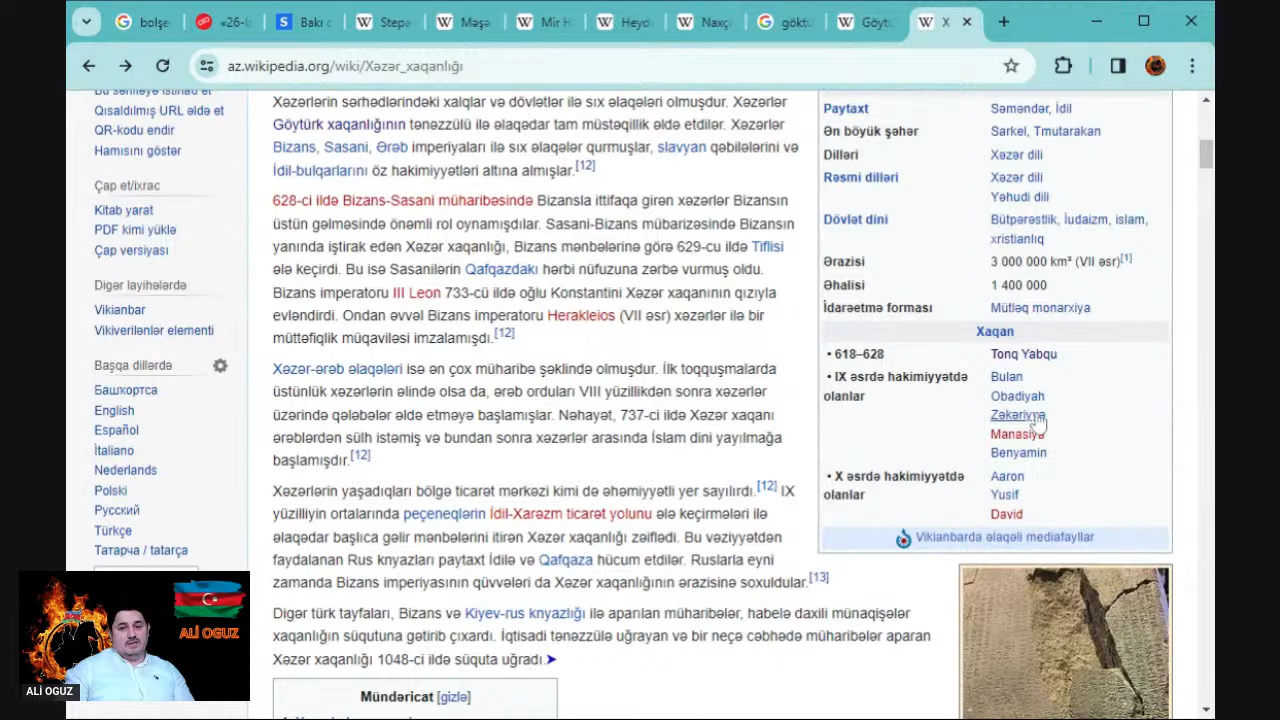 bolşe
«26-l
Bakı c
Stepa
Məşə
Mir H
Heyd
Naxçı
göktü
Göytü
X
az.wikipedia.org/wiki/Xəzər_xaqanlığı
Bu səhifəyə istinad et
Qısaldılmış URL əldə et
QR-kodu endir
Hamısını göstər
Çap et/ixrac
Kitab yarat
PDF kimi yüklə
Çap versiyası
Digər layihələrdə
Vikianbar
Vikiverilənlər elementi
Başqa dillərdə
Башҡортса
English
Español
İtaliano
Nederlands
Polski
Русский
Türkçe
Татарча / tatarça
Xəzərlərin sərhədlərindəki xalqlar və dövlətlər ilə sıx əlaqələri olmuşdur. Xəzərlər
Göytürk xaqanlığının tənəzzülü ilə əlaqədar tam müstəqillik əldə etdilər. Xəzərlər
Bizans, Sasani, Ərəb imperiyaları ilə sıx əlaqələr qurmuşlar, slavyan qəbilələrini və
İdil-bulqarlarını öz hakimiyyətləri altına almışlar.[12]
628-ci ildə Bizans-Sasani müharibəsində Bizansla ittifaqa girən xəzərlər Bizansın
üstün gəlməsində önəmli rol oynamışdılar. Sasani-Bizans mübarizəsində Bizansın
yanında iştirak edən Xəzər xaqanlığı, Bizans mənbələrinə görə 629-cu ildə Tiflisi
ələ keçirdi. Bu isə Sasanilərin Qafqazdakı hərbi nüfuzuna zərbə vurmuş oldu.
Bizans imperatoru III Leon 733-cü ildə oğlu Konstantini Xəzər xaqanının qızıyla
evləndirdi. Ondan əvvəl Bizans imperatoru Herakleios (VII əsr) xəzərlər ilə bir
müttəfiqlik müqaviləsi imzalamışdı.[12]
Xəzər-ərəb əlaqələri isə ən çox müharibə şəklində olmuşdur. İlk toqquşmalarda
üstünlük xəzərlərin əlində olsa da, ərəb orduları VIII yüzillikdən sonra xəzərlər
üzərində qələbələr əldə etməyə başlamışlar. Nəhayət, 737-ci ildə Xəzər xaqanı
ərəblərdən sülh istəmiş və bundan sonra xəzərlər arasında İslam dini yayılmağa
başlamışdır.[12]
Xəzərlərin yaşadıqları bölgə ticarət mərkəzi kimi də əhəmiyyətli yer sayılırdı.[12] IX
yüzilliyin ortalarında peçeneqlərin İdil-Xarəzm ticarət yolunu ələ keçirmələri ilə
əlaqədar başlıca gəlir mənbələrini itirən Xəzər xaqanlığı zəiflədi. Bu vəziyyətdən
faydalanan Rus knyazları paytaxt İdilə və Qafqaza hücum etdilər. Ruslarla eyni
zamanda Bizans imperiyasının qüvvələri da Xəzər xaqanlığının ərazisinə soxuldular.[13]
Digər türk tayfaları, Bizans və Kiyev-rus knyazlığı ilə aparılan müharibələr, habelə daxili münaqişələr
xaqanlığın süqutuna gətirib çıxardı. İqtisadi tənəzzülə uğrayan və bir neçə cəbhədə müharibələr aparan
Xəzər xaqanlığı 1048-ci ildə süquta uğradı.
Mündəricat [gizlə]
Paytaxt Səməndər, İdil
Ən böyük şəhər Sarkel, Tmutarakan
Dilləri Xəzər dili
Rəsmi dilləri Xəzər dili
Yəhudi dili
Dövlət dini Bütpərəstlik, İudaizm, islam,
xristianlıq
Ərazisi 3 000 000 km² (VII əsr)[1]
Əhalisi 1 400 000
İdarəetmə forması Mütləq monarxiya
Xaqan
• 618–628 Tonq Yabqu
• IX əsrdə hakimiyyətdə Bulan
olanlar Obadiyah
Zəkəriyyə
Manasiya
Benyamin
• X əsrdə hakimiyyətdə Aaron
olanlar Yusif
David
Vikianbarda əlaqəli mediafayllar
ALİ OGUZ
ALİ OGUZ